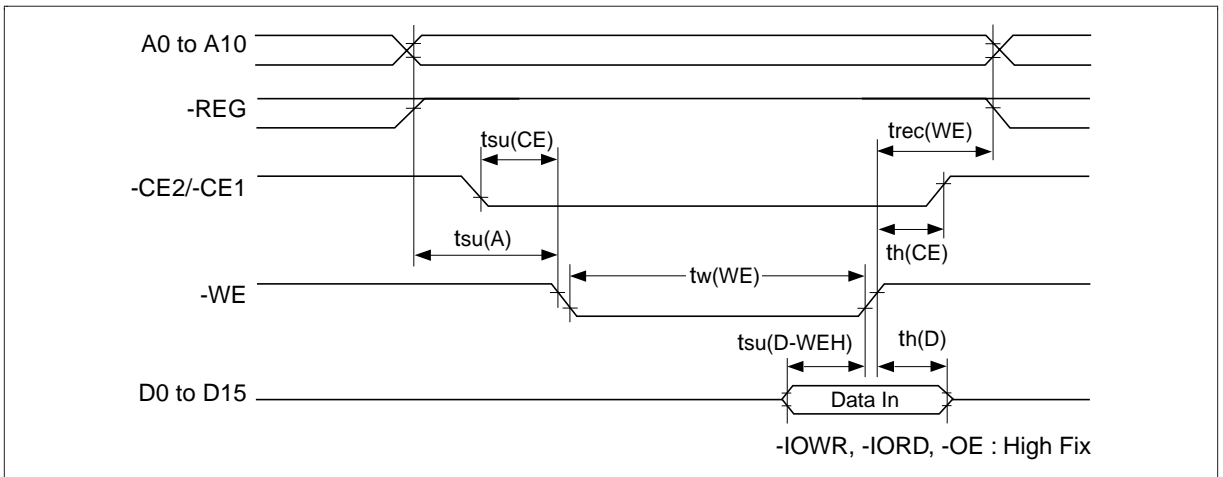 A0 to A10
-REG
tsu(CE)
trec(WE)
-CE2/-CE1
tsu(A)
th(CE)
tw(WE)
-WE
tsu(D-WEH)
th(D)
D0 to D15
Data In
-IOWR, -IORD, -OE : High Fix